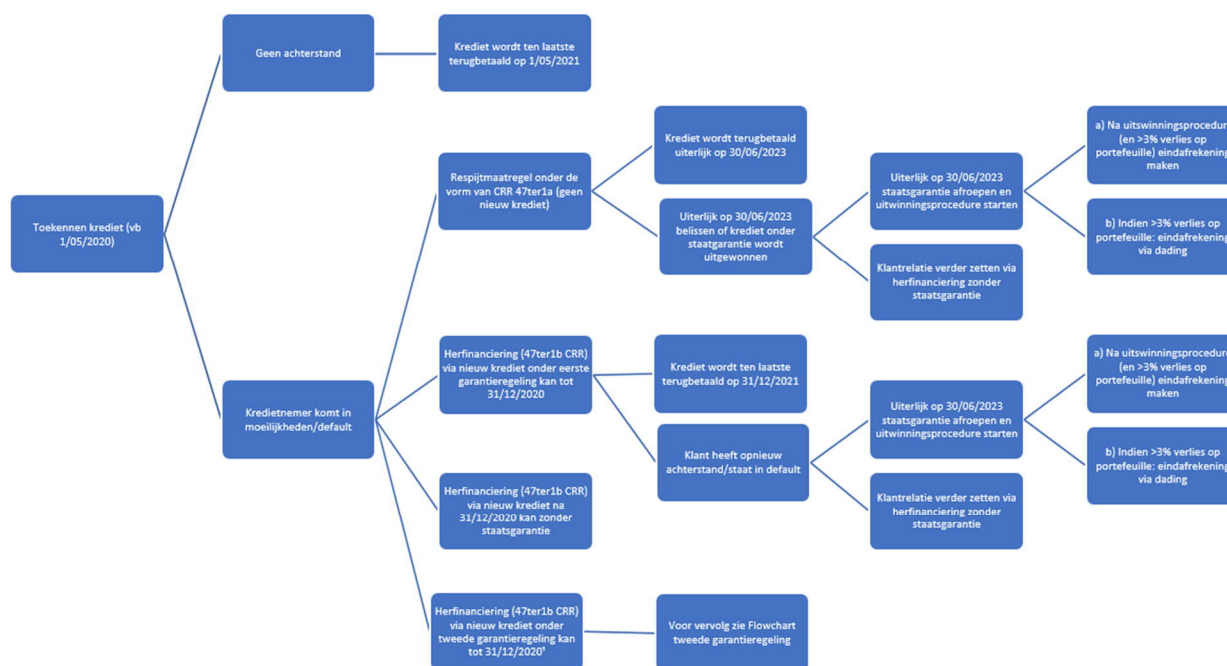 Toekennen krediet (vb
1/05/2020)
Geen achterstand
Krediet wordt ten laatste
terugbetaald op 1/05/2021
Kredietnemer komt in
moeilijkheden/default
Respijtmaatregel onder de
vorm van CRR 47ter1a (geen
nieuw krediet)
Krediet wordt terugbetaald
uiterlijk op 30/06/2023
Uiterlijk op 30/06/2023
belissen of krediet onder
staatgarantie wordt
uitgewonnen
Uiterlijk op 30/06/2023
staatsgarantie afroepen en
uitwinningsprocedure starten
a) Na uitswinningsprocedure
(en >3% verlies op
portefeuille) eindafrekening
maken
b) Indien >3% verlies op
portefeuille: eindafrekening
via dading
Klantrelatie verder zetten via
herfinanciering zonder
staatsgarantie
Herfinanciering (47ter1b CRR)
via nieuw krediet onder eerste
garantieregeling kan tot
31/12/2020
Krediet wordt ten laatste
terugbetaald op 31/12/2021
Klant heeft opnieuw
achterstand/staat in default
Uiterlijk op 30/06/2023
staatsgarantie afroepen en
uitwinningsprocedure starten
a) Na uitswinningsprocedure
(en >3% verlies op
portefeuille) eindafrekening
maken
b) Indien >3% verlies op
portefeuille: eindafrekening
via dading
Klantrelatie verder zetten via
herfinanciering zonder
staatsgarantie
Herfinanciering (47ter1b CRR)
via nieuw krediet na
31/12/2020 kan zonder
staatsgarantie
Herfinanciering (47ter1b CRR)
via nieuw krediet onder
tweede garantieregeling kan
tot 31/12/2020¹
Voor vervolg zie Flowchart
tweede garantieregeling